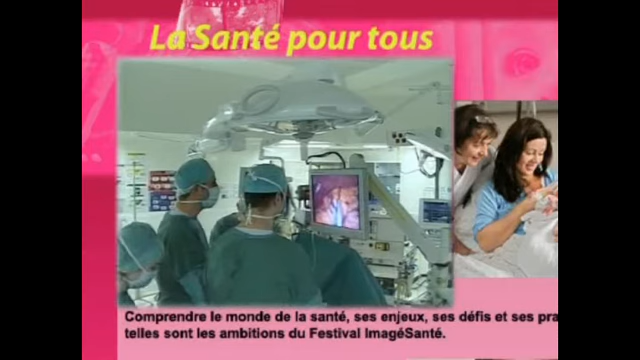 La Santé pour tous
Comprendre le monde de la santé, ses enjeux, ses défis et ses pra
telles sont les ambitions du Festival ImagéSanté.